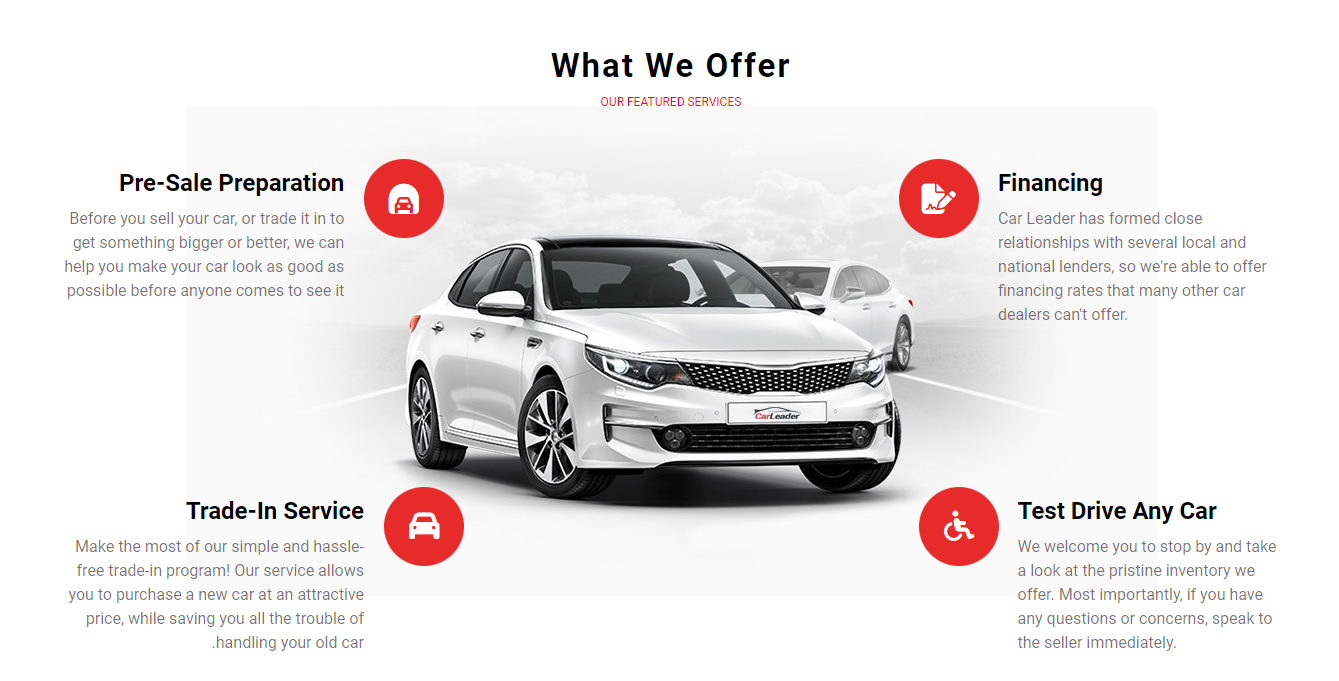 What We Offer
OUR FEATURED SERVICES
Pre-Sale Preparation
Before you sell your car, or trade it in to
get something bigger or better, we can
help you make your car look as good as
possible before anyone comes to see it
Financing
Car Leader has formed close
relationships with several local and
national lenders, so we're able to offer
financing rates that many other car
dealers can't offer.
CarLeader
Trade-In Service
Make the most of our simple and hassle-
free trade-in program! Our service allows
you to purchase a new car at an attractive
price, while saving you all the trouble of
.handling your old car
Test Drive Any Car
We welcome you to stop by and take
a look at the pristine inventory we
offer. Most importantly, if you have
any questions or concerns, speak to
the seller immediately.